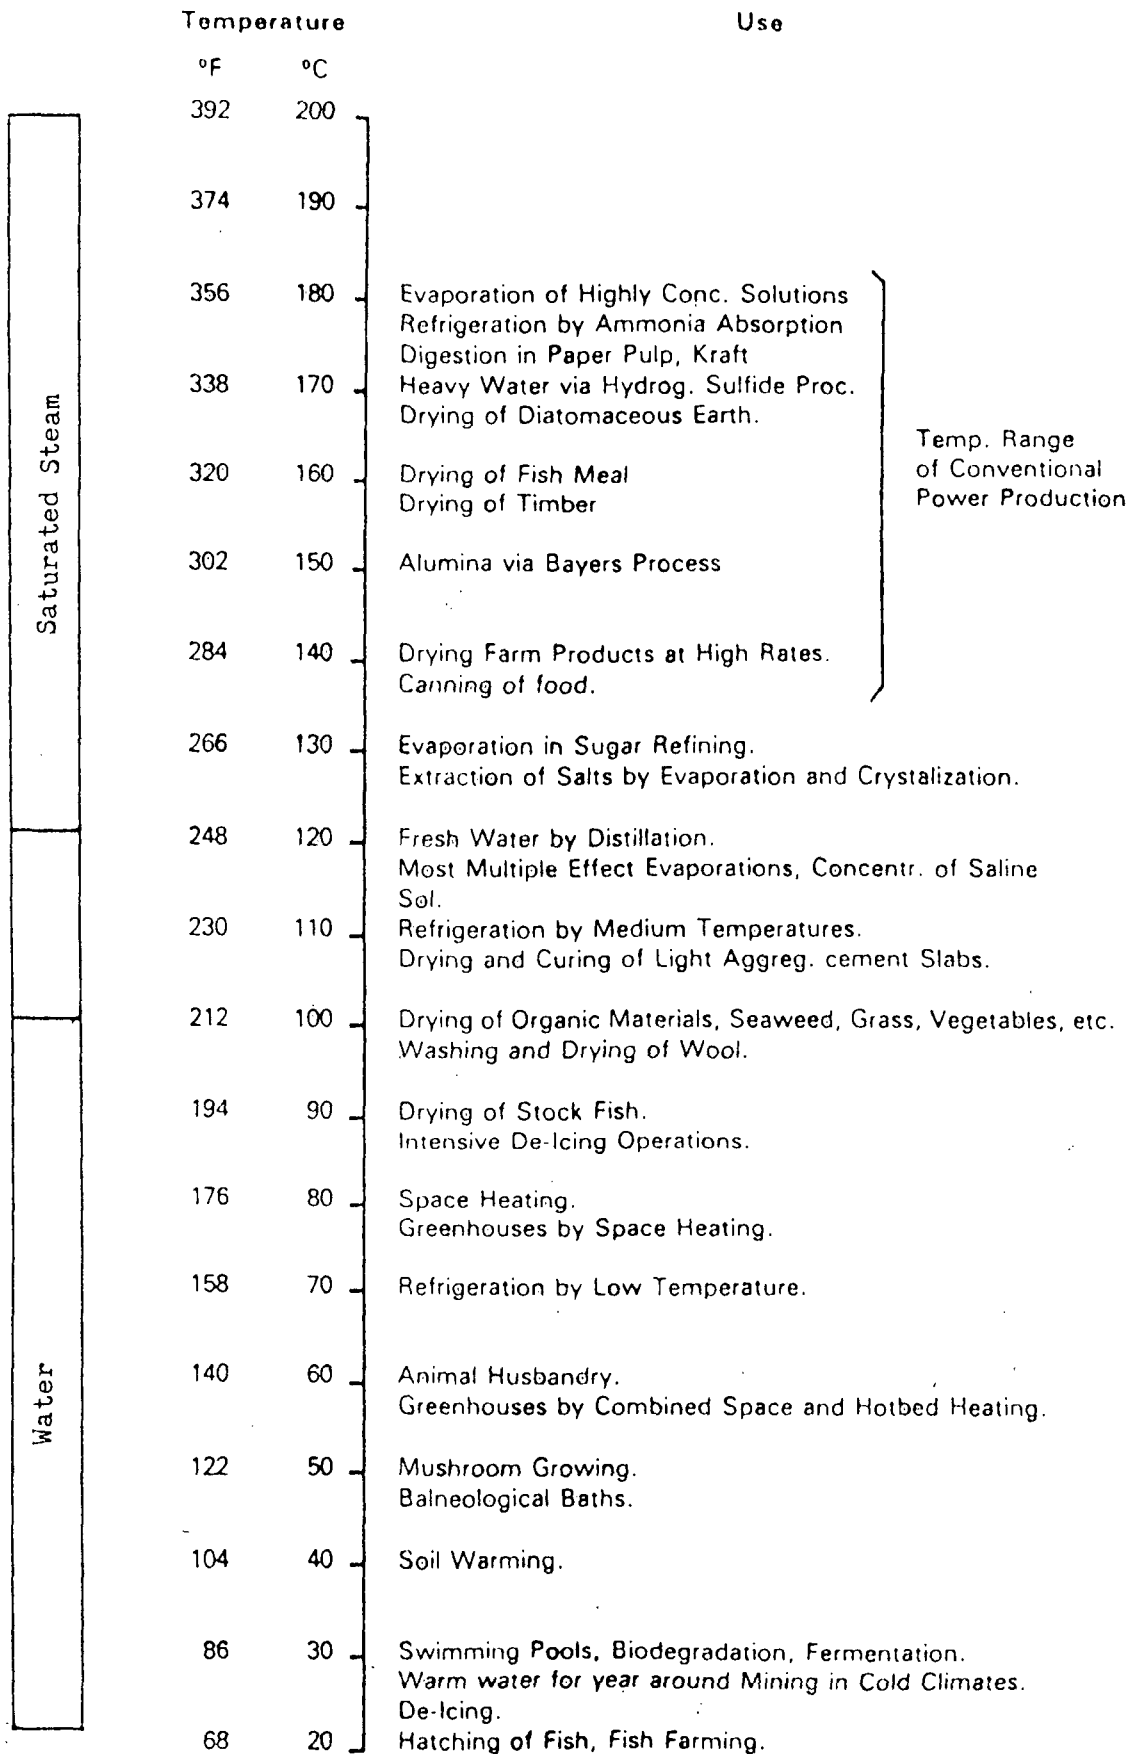 Temperature Use
°F °C
392 200
374 190
356 180 Evaporation of Highly Conc. Solutions
Refrigeration by Ammonia Absorption
Digestion in Paper Pulp, Kraft
338 170 Heavy Water via Hydrog. Sulfide Proc.
Drying of Diatomaceous Earth.
Temp. Range
of Conventional
Power Production
320 160 Drying of Fish Meal
Drying of Timber
302 150 Alumina via Bayers Process
284 140 Drying Farm Products at High Rates.
Canning of food.
266 130 Evaporation in Sugar Refining.
Extraction of Salts by Evaporation and Crystalization.
248 120 Fresh Water by Distillation.
Most Multiple Effect Evaporations, Concentr. of Saline
Sol.
230 110 Refrigeration by Medium Temperatures.
Drying and Curing of Light Aggreg. cement Slabs.
212 100 Drying of Organic Materials, Seaweed, Grass, Vegetables, etc.
Washing and Drying of Wool.
194 90 Drying of Stock Fish.
Intensive De-Icing Operations.
176 80 Space Heating.
Greenhouses by Space Heating.
158 70 Refrigeration by Low Temperature.
140 60 Animal Husbandry.
Greenhouses by Combined Space and Hotbed Heating.
122 50 Mushroom Growing.
Balneological Baths.
104 40 Soil Warming.
86 30 Swimming Pools, Biodegradation, Fermentation.
Warm water for year around Mining in Cold Climates.
De-Icing.
68 20 Hatching of Fish, Fish Farming.
Saturated Steam
Water